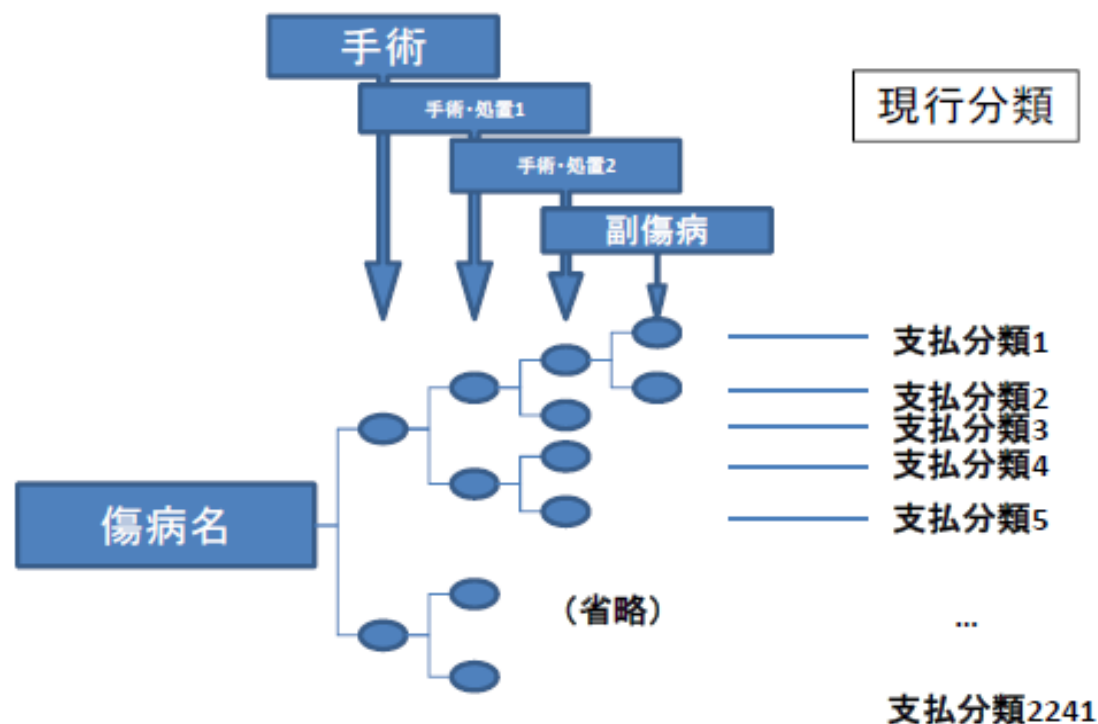 手術
手術・処置1
現行分類
手術・処置2
副傷病
支払分類1
支払分類2
支払分類3
支払分類4
傷病名
支払分類5
（省略）
…
支払分類2241